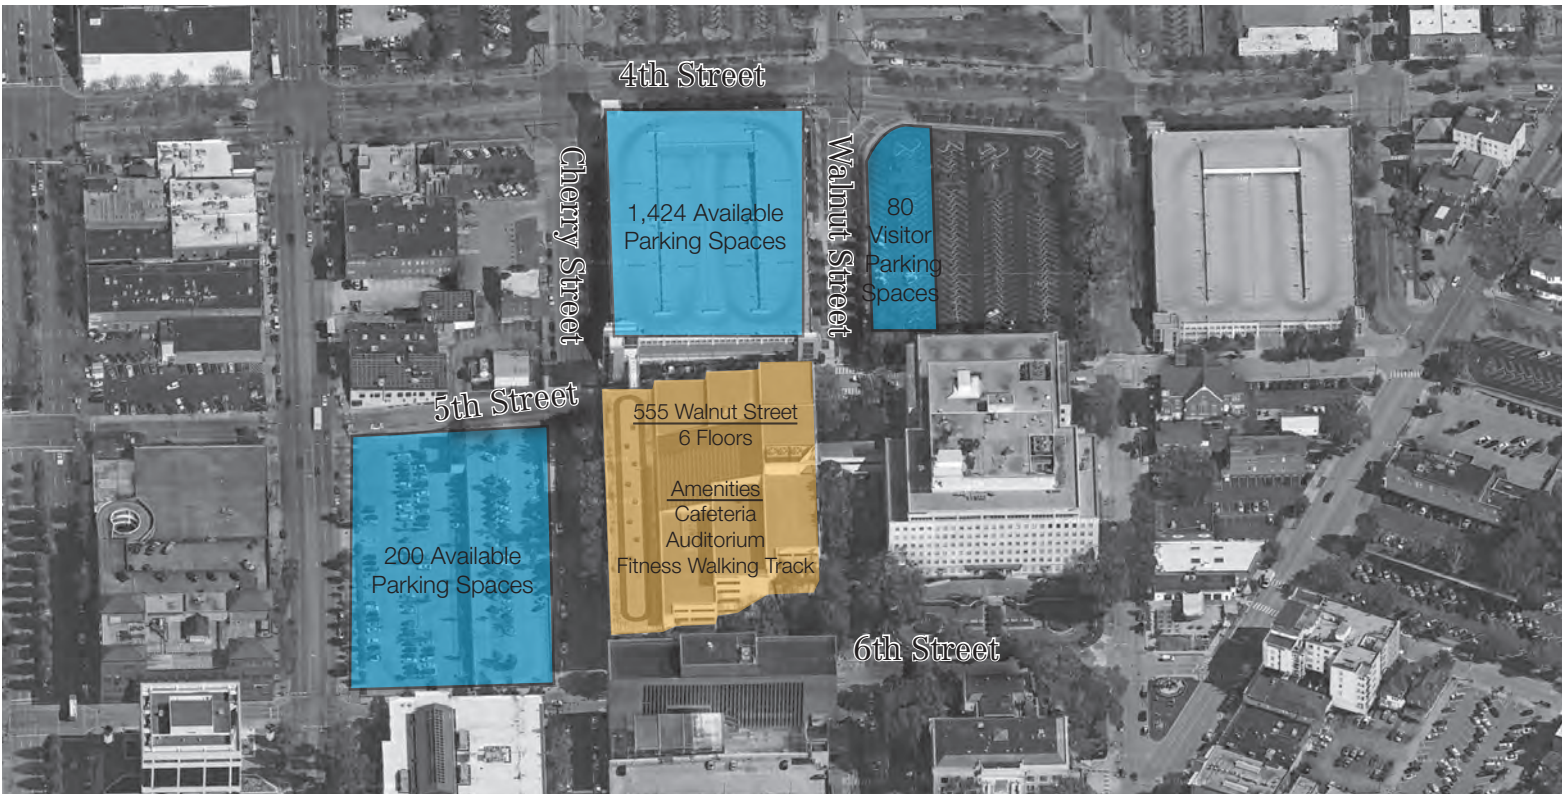 4th Street
Cherry Street
1,424 Available
Parking Spaces
Walnut Street
80
Visitor
Parking
Spaces
5th Street
555 Walnut Street
6 Floors
Amenities
Cafeteria
Auditorium
Fitness Walking Track
200 Available
Parking Spaces
6th Street